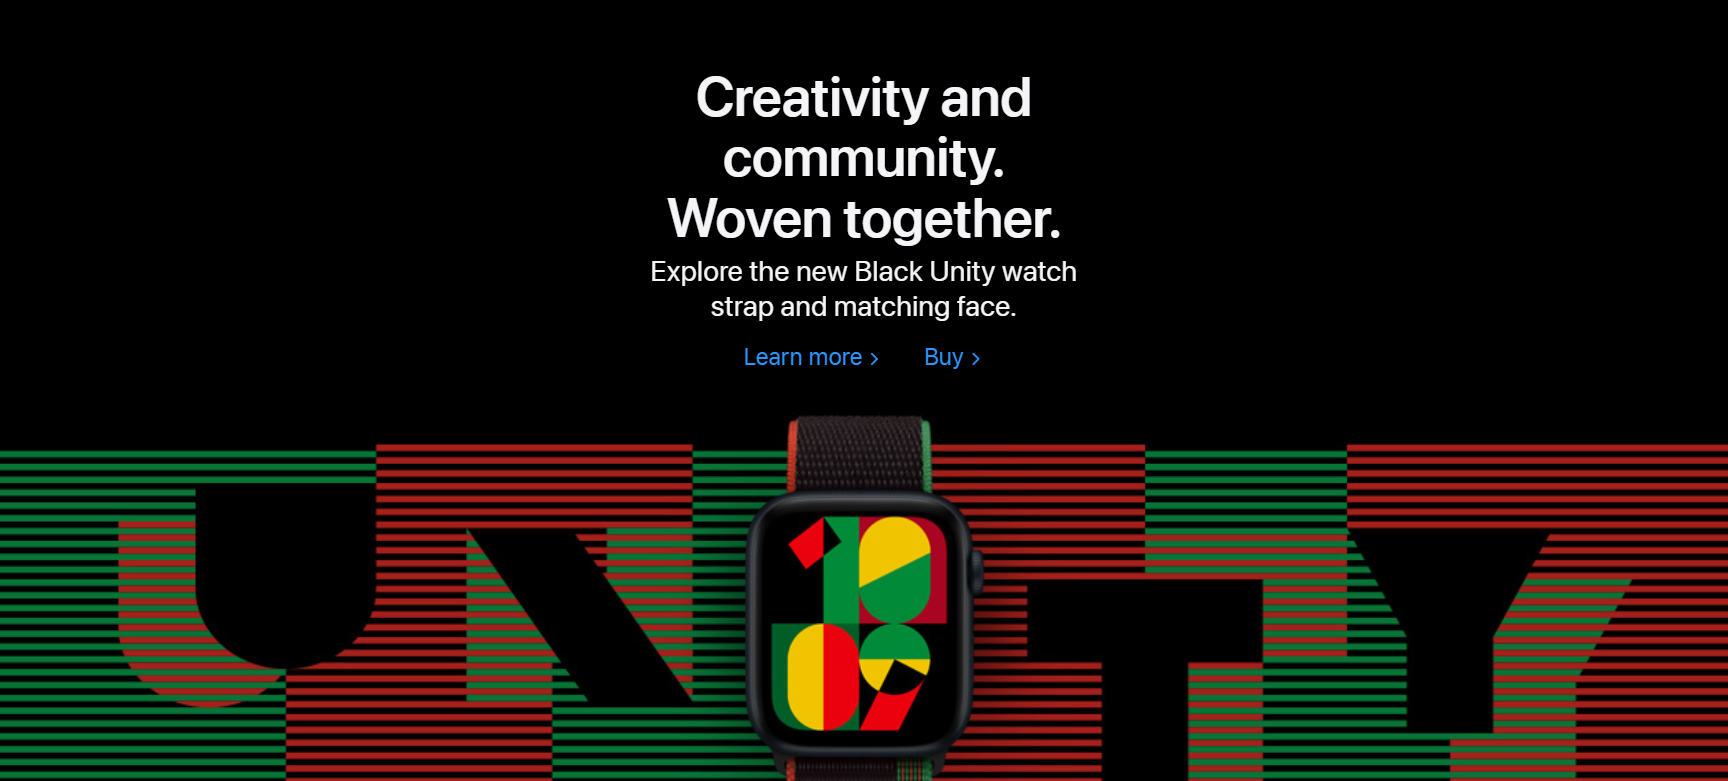 Creativity and
community.
Woven together.
Explore the new Black Unity watch
strap and matching face.
Learn more >
Buy >
UNITY
10
09